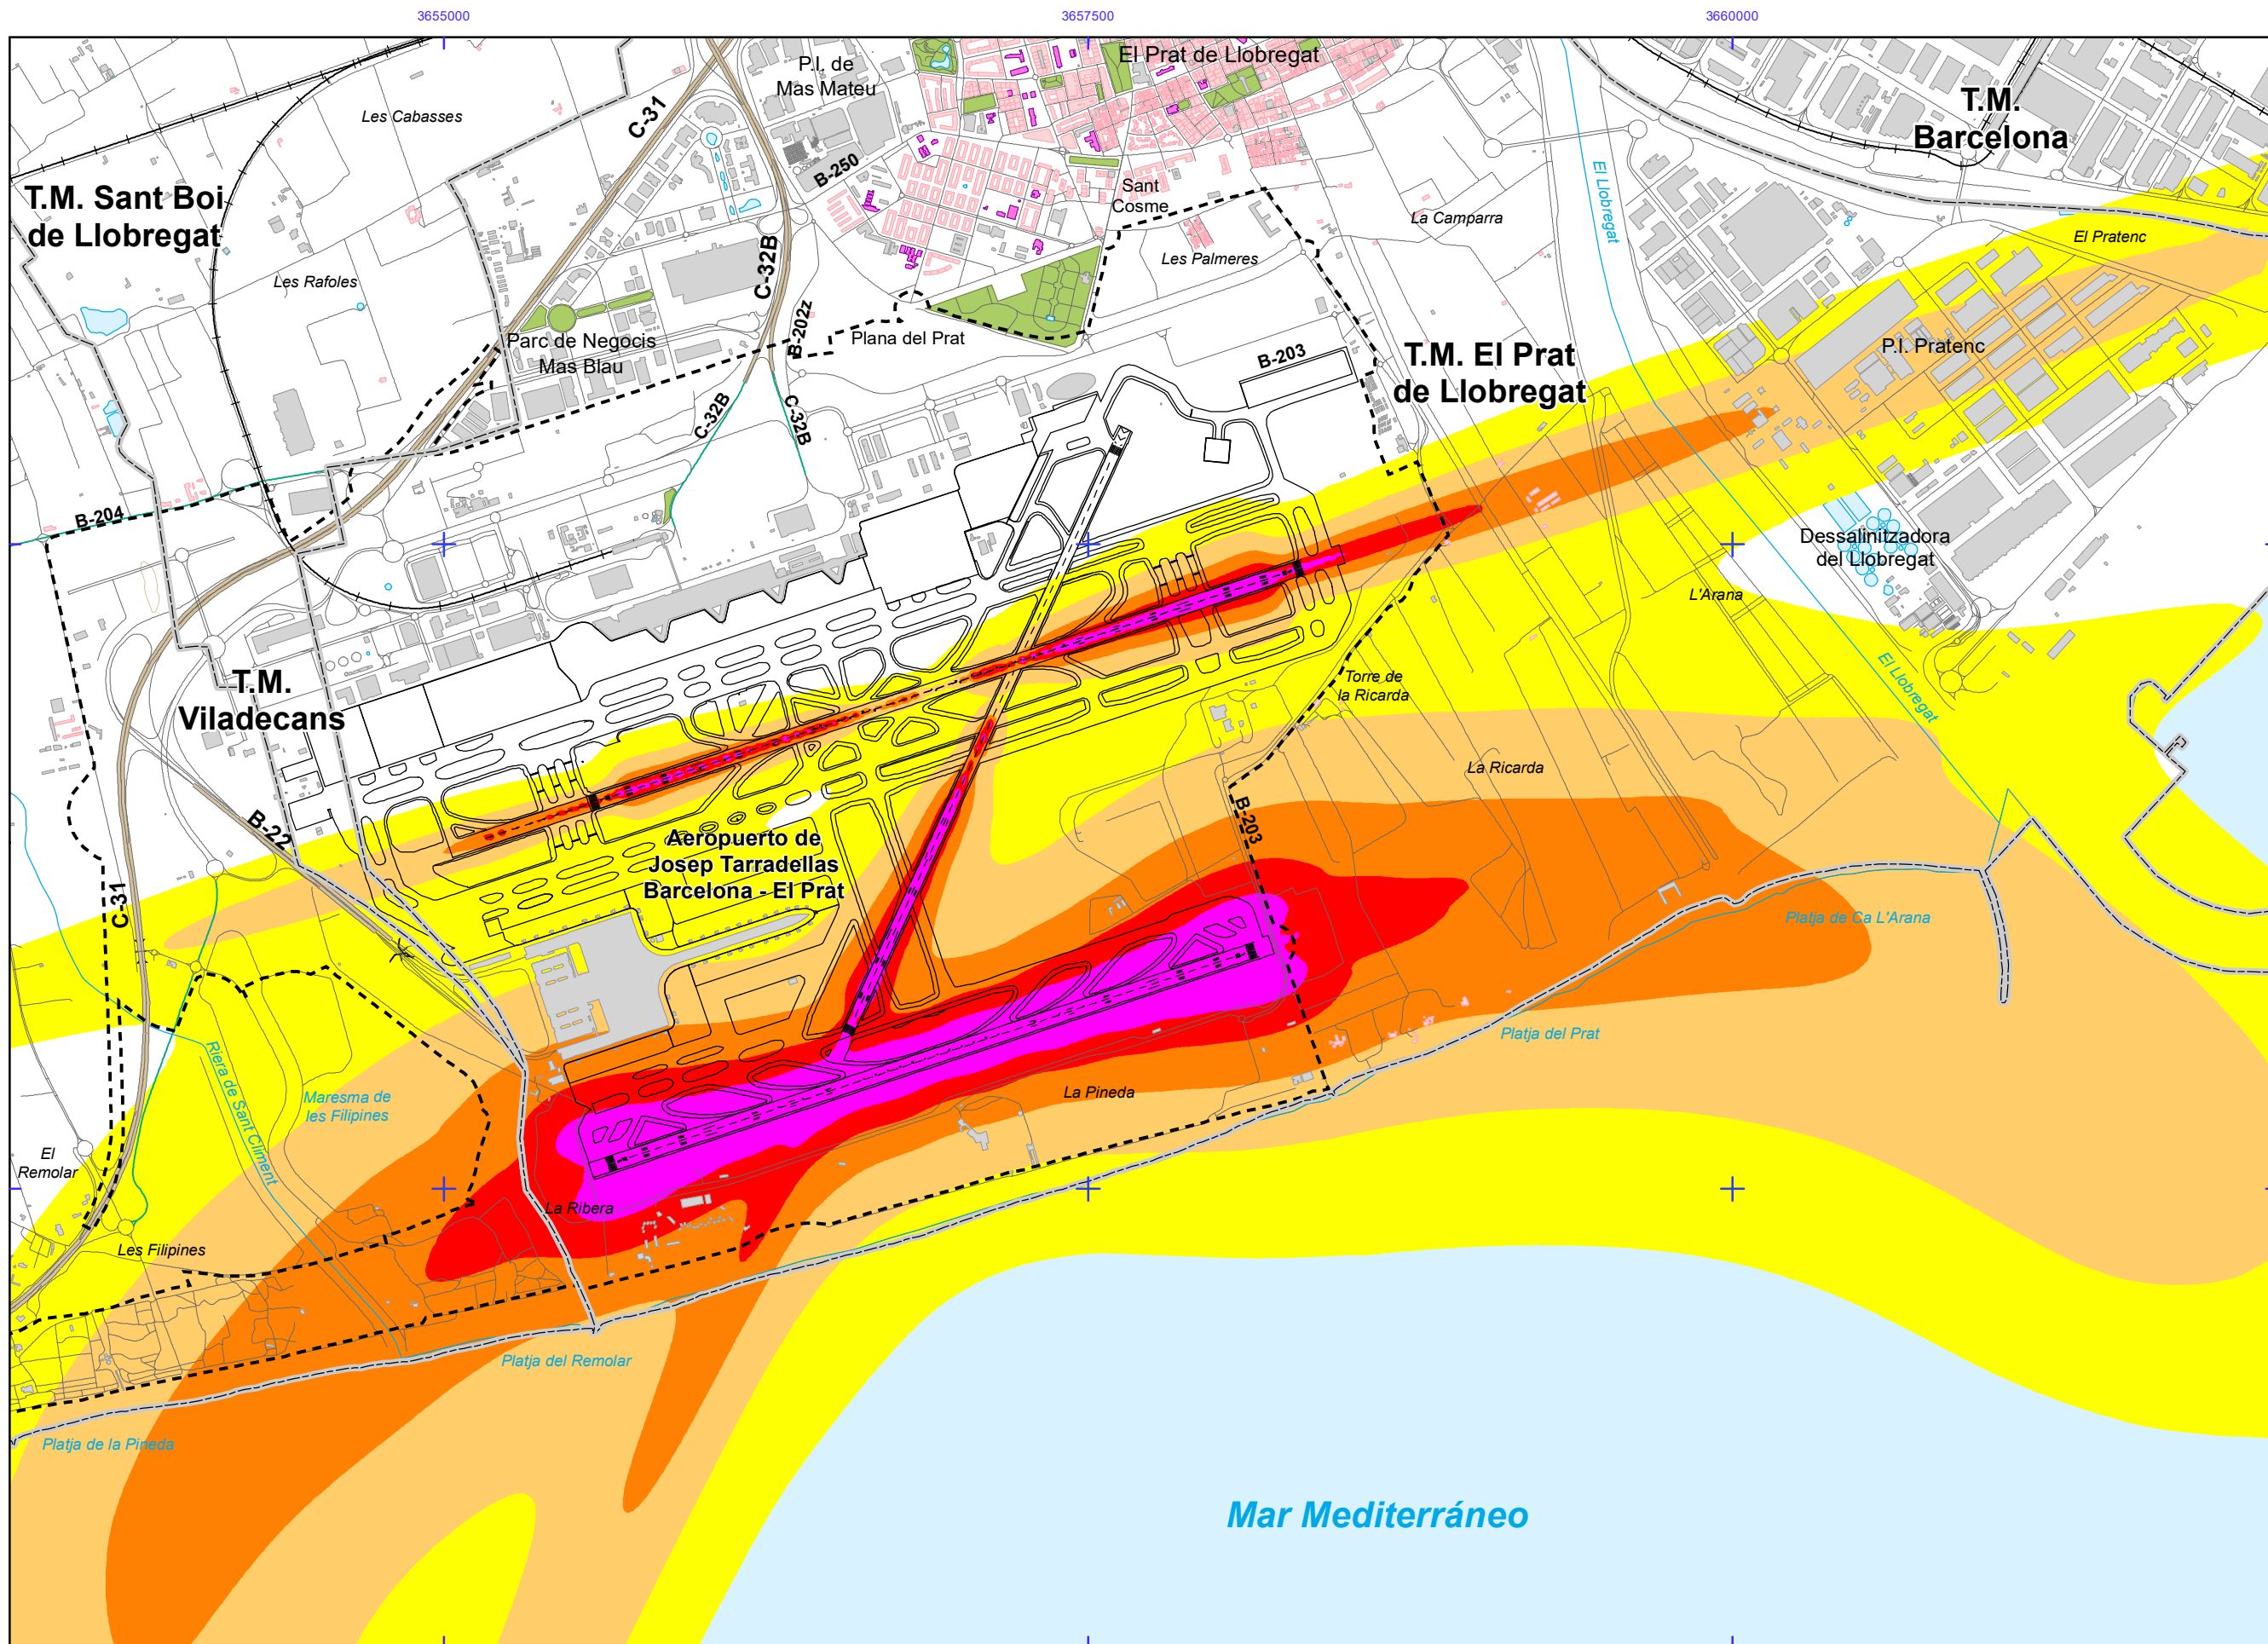 3655000
3657500
3660000
P.I. de
Mas Mateu
El Prat de Llobregat
T.M.
Barcelona
Les Cabasses
C-31
B-250
T.M. Sant Boi
de Llobregat
Sant
Cosme
El Llobregat
La Camparra
El Pratenc
Les Rafoles
C-32B
Les Palmeres
Parc de Negocis
Mas Blau
B-202z
Plana del Prat
B-203
T.M. El Prat
de Llobregat
P.I. Pratenc
C-32B
C-32B
B-204
Dessalinitzadora
del Llobregat
L'Arana
T.M.
Viladecans
Torre de
la Ricarda
El Llobregat
La Ricarda
B-22
B-203
Aeropuerto de
Josep Tarradellas
Barcelona - El Prat
C-31
Platja de Ca L'Arana
Platja del Prat
Riera de Sant Climent
Maresma de
les Filipines
La Pineda
El
Remolar
La Ribera
Les Filipines
Platja del Remolar
Platja de la Pineda
Mar Mediterráneo